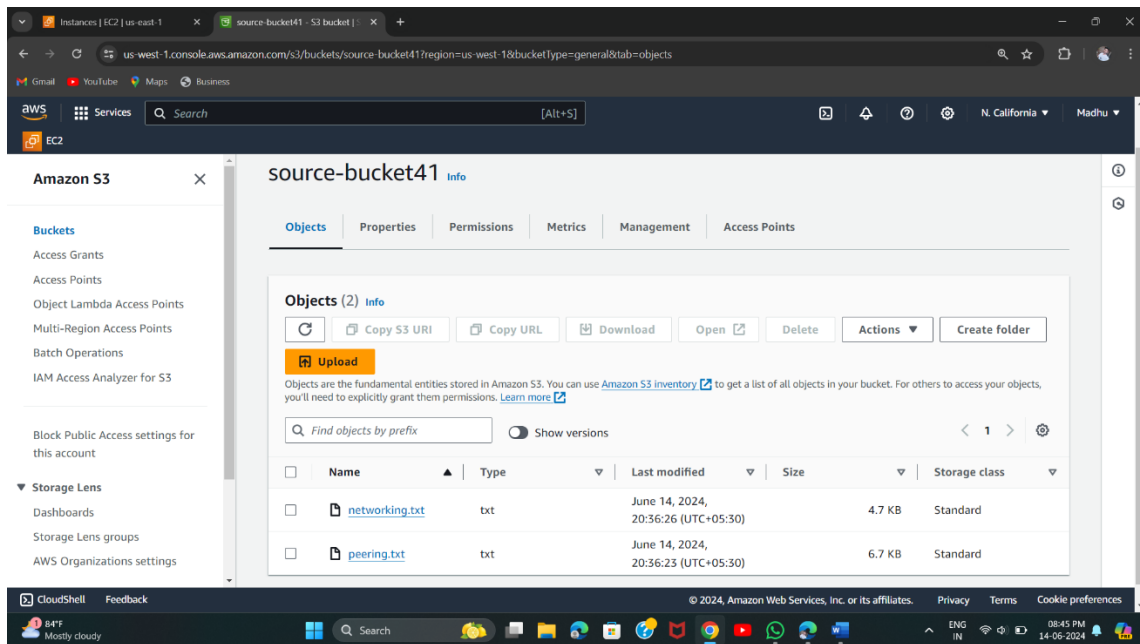 Instances | EC2 | us-east-1
source-bucket41 - S3 bucket | S
us-west-1.console.aws.amazon.com/s3/buckets/source-bucket41?region=us-west-1&bucketType=general&tab=objects
Gmail YouTube Maps Business
aws Services Search [Alt+S] N. California Madhu
EC2
Amazon S3
Buckets
Access Grants
Access Points
Object Lambda Access Points
Multi-Region Access Points
Batch Operations
IAM Access Analyzer for S3
Block Public Access settings for
this account
Storage Lens
Dashboards
Storage Lens groups
AWS Organizations settings
source-bucket41 Info
Objects Properties Permissions Metrics Management Access Points
Objects (2) Info
Copy S3 URI Copy URL Download Open Delete Actions Create folder
Upload
Objects are the fundamental entities stored in Amazon S3. You can use Amazon S3 inventory to get a list of all objects in your bucket. For others to access your objects,
you'll need to explicitly grant them permissions. Learn more
Find objects by prefix Show versions 1
Name Type Last modified Size Storage class
networking.txt txt June 14, 2024,
20:36:26 (UTC+05:30) 4.7 KB Standard
peering.txt txt June 14, 2024,
20:36:23 (UTC+05:30) 6.7 KB Standard
CloudShell Feedback © 2024, Amazon Web Services, Inc. or its affiliates. Privacy Terms Cookie preferences
1
84°F
Mostly cloudy
Search
ENG
IN
08:45 PM
14-06-2024